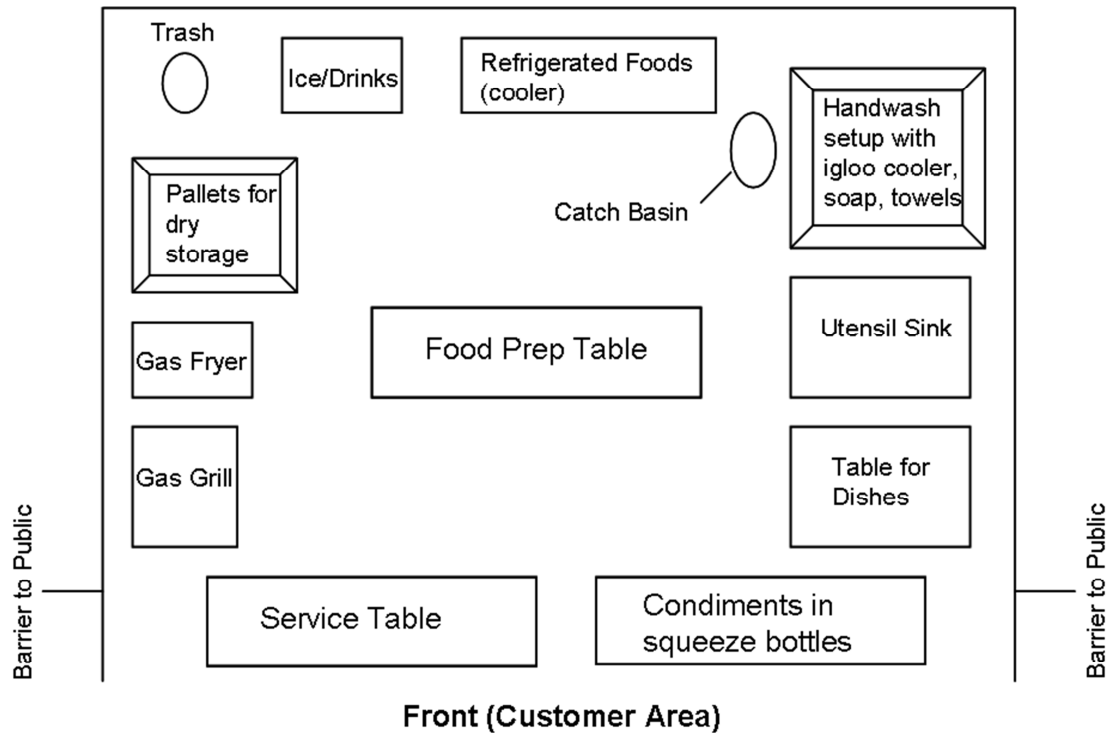 Trash
Ice/Drinks
Refrigerated Foods
(cooler)
Handwash
setup with
igloo cooler,
soap, towels
Catch Basin
Pallets for
dry
storage
Gas Fryer
Food Prep Table
Utensil Sink
Gas Grill
Table for
Dishes
Barrier to Public
Barrier to Public
Service Table
Condiments in
squeeze bottles
Front (Customer Area)